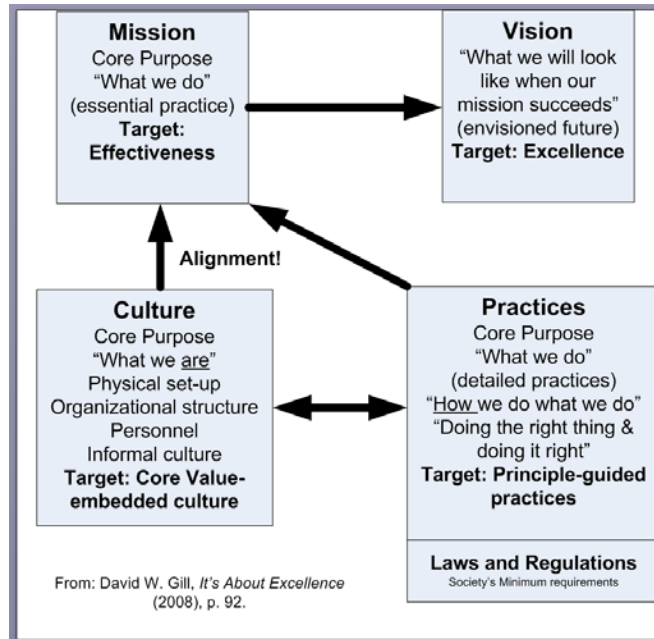 Mission
Core Purpose
“What we do”
(essential practice)
Target:
Effectiveness
Vision
“What we will look
like when our
mission succeeds”
(envisioned future)
Target: Excellence
Alignment!
Culture
Core Purpose
“What we are”
Physical set-up
Organizational structure
Personnel
Informal culture
Target: Core Value-
embedded culture
Practices
Core Purpose
“What we do”
(detailed practices)
“How we do what we do”
“Doing the right thing &
doing it right”
Target: Principle-guided
practices
Laws and Regulations
Society’s Minimum requirements
From: David W. Gill, It’s About Excellence
(2008), p. 92.